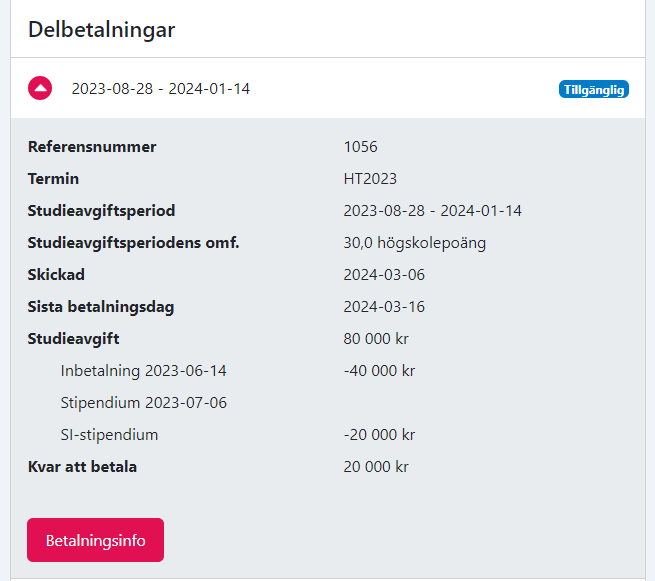 Delbetalningar
2023-08-28 - 2024-01-14 Tillgänglig
Referensnummer 1056
Termin HT2023
Studieavgiftsperiod 2023-08-28 - 2024-01-14
Studieavgiftsperiodens omf. 30,0 högskolepoäng
Skickad 2024-03-06
Sista betalningsdag 2024-03-16
Studieavgift 80 000 kr
Inbetalning 2023-06-14 -40 000 kr
Stipendium 2023-07-06
SI-stipendium -20 000 kr
Kvar att betala 20 000 kr
Betalningsinfo